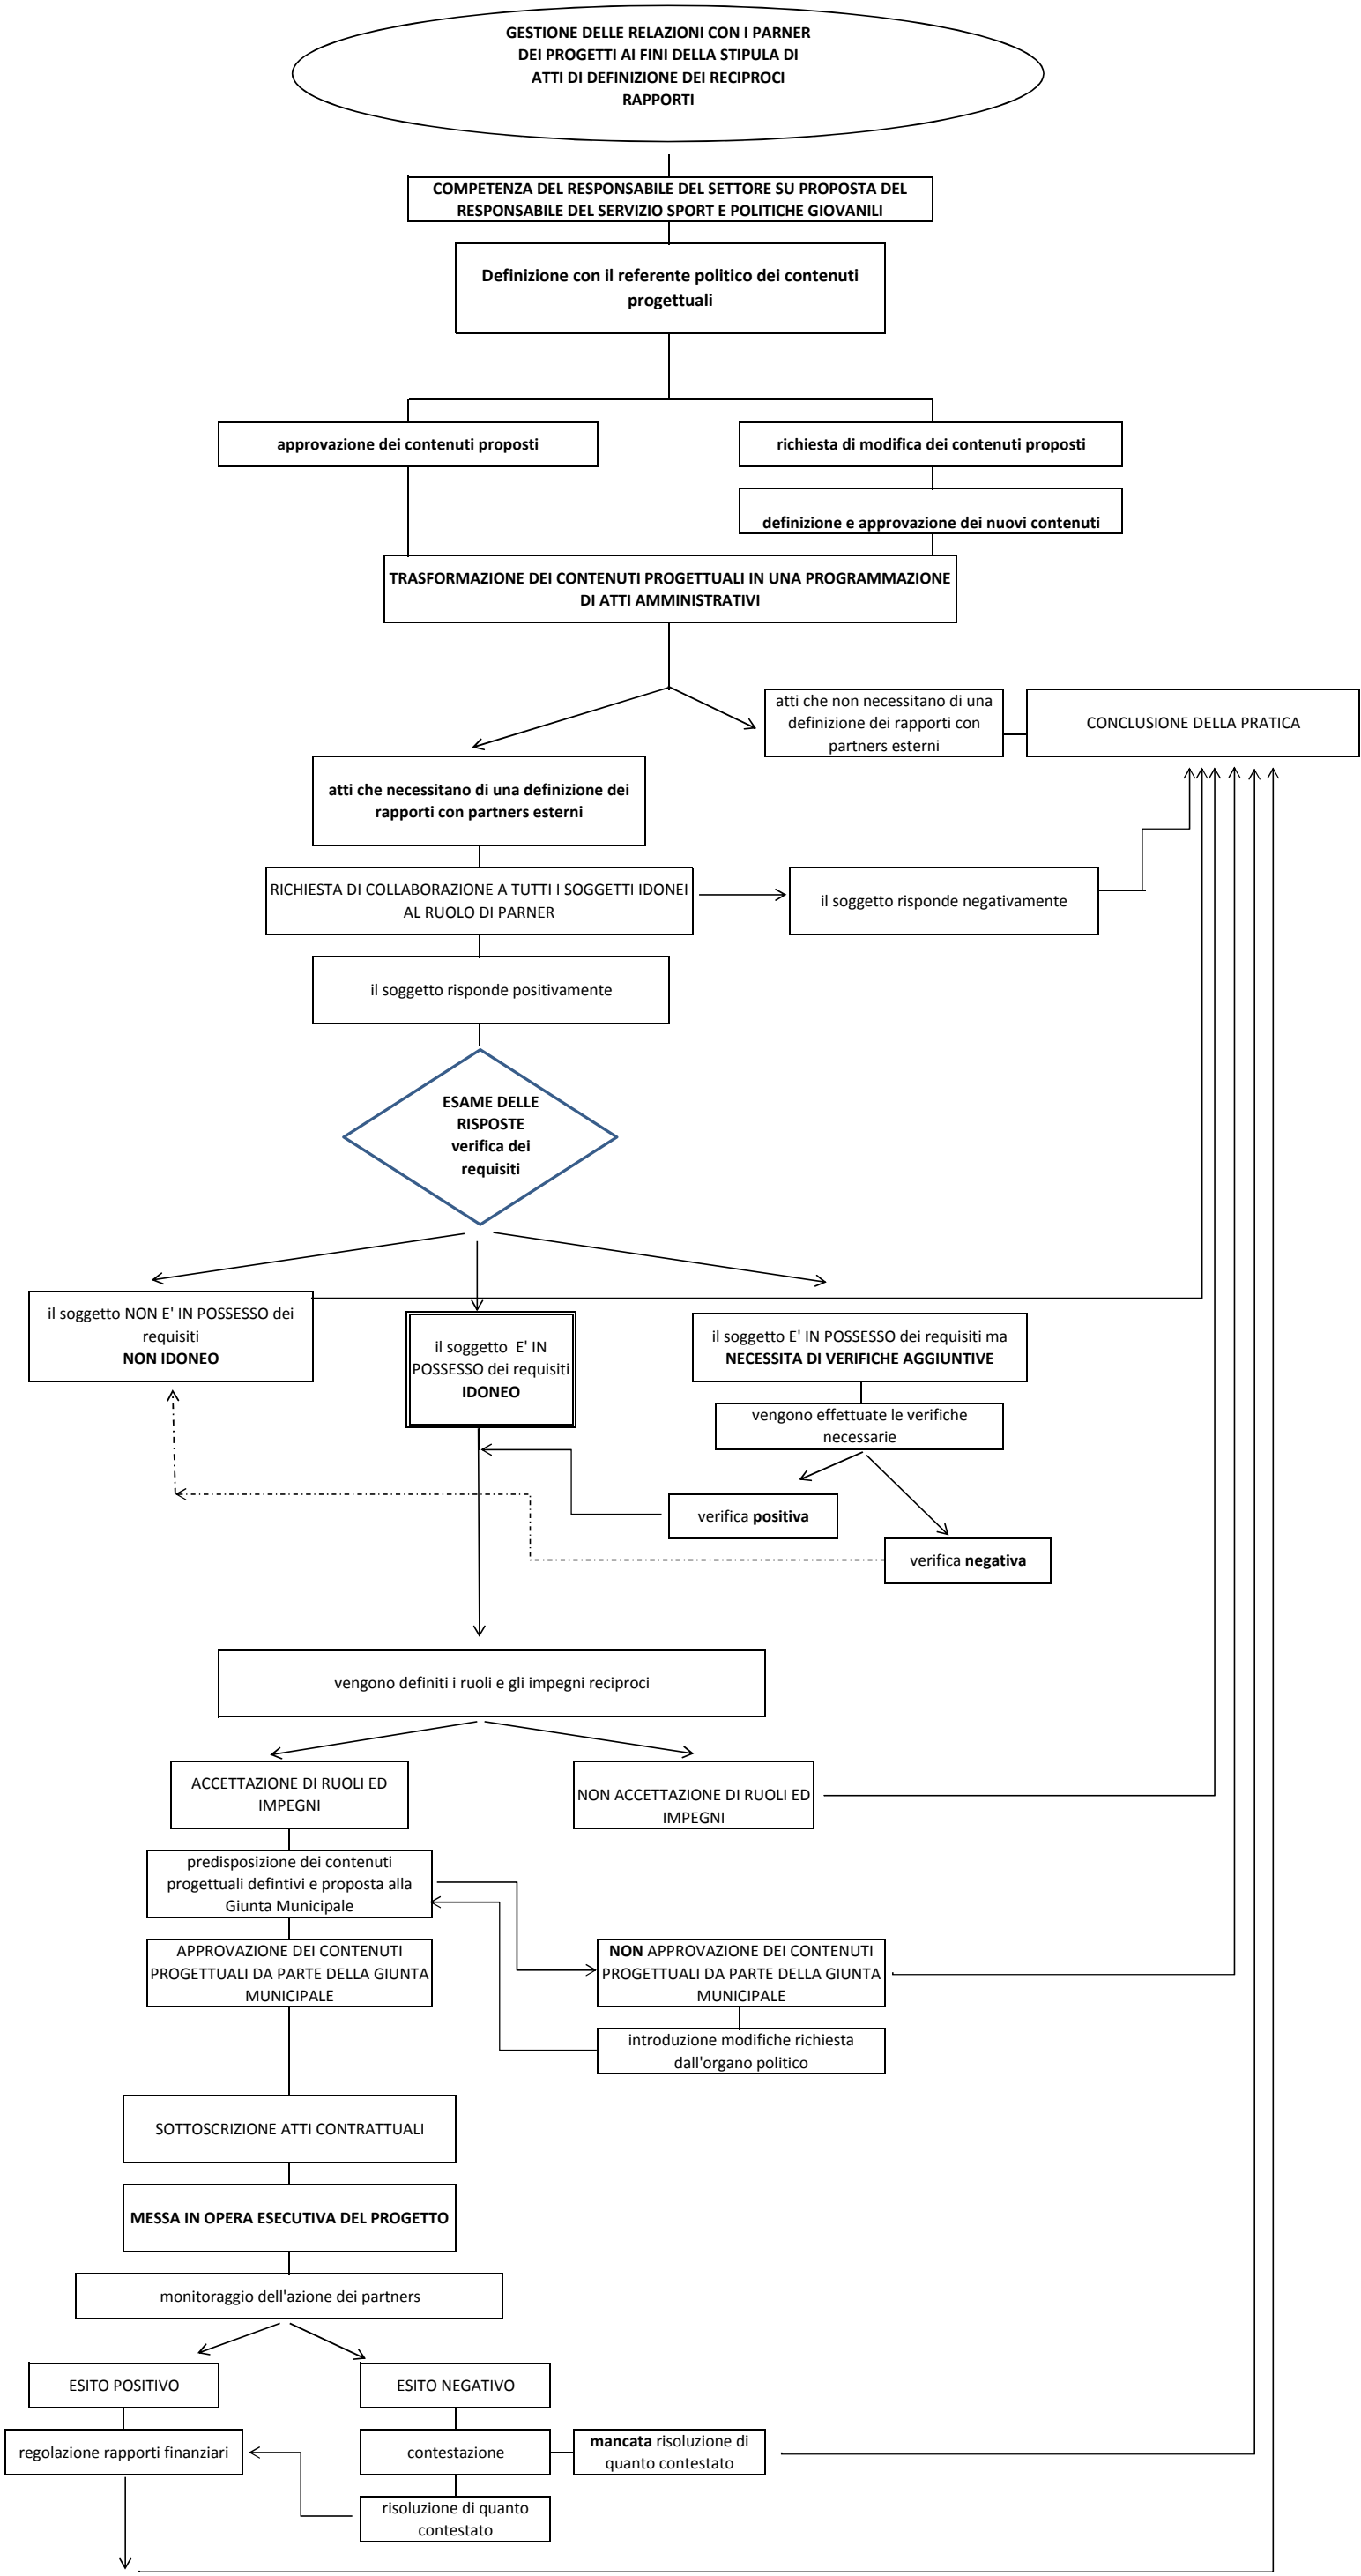 GESTIONE DELLE RELAZIONI CON I PARNER
DEI PROGETTI AI FINI DELLA STIPULA DI
ATTI DI DEFINIZIONE DEI RECIPROCI
RAPPORTI
COMPETENZA DEL RESPONSABILE DEL SETTORE SU PROPOSTA DEL
RESPONSABILE DEL SERVIZIO SPORT E POLITICHE GIOVANILI
Definizione con il referente politico dei contenuti
progettuali
approvazione dei contenuti proposti
richiesta di modifica dei contenuti proposti
definizione e approvazione dei nuovi contenuti
TRASFORMAZIONE DEI CONTENUTI PROGETTUALI IN UNA PROGRAMMAZIONE
DI ATTI AMMINISTRATIVI
atti che non necessitano di una
definizione dei rapporti con
partners esterni
CONCLUSIONE DELLA PRATICA
atti che necessitano di una definizione dei
rapporti con partners esterni
RICHIESTA DI COLLABORAZIONE A TUTTI I SOGGETTI IDONEI
AL RUOLO DI PARNER
il soggetto risponde negativamente
il soggetto risponde positivamente
ESAME DELLE
RISPOSTE
verifica dei
requisiti
il soggetto NON E' IN POSSESO dei
requisiti
NON IDONEO
il soggetto E' IN
POSSESSO dei requisiti
IDONEO
il soggetto E' IN POSSESSO dei requisiti ma
NECESSITA DI VERIFICHE AGGIUNTIVE
vengono effettuate le verifiche
necessarie
verifica positiva
verifica negativa
vengono definiti i ruoli e gli impegni reciproci
ACCETTAZIONE DI RUOLI ED
IMPEGNI
NON ACCETTAZIONE DI RUOLI ED
IMPEGNI
predisposizione dei contenuti
progettuali defintivi e proposta alla
Giunta Municipale
APPROVAZIONE DEI CONTENUTI
PROGETTUALI DA PARTE DELLA GIUNTA
MUNICIPALE
NON APPROVAZIONE DEI CONTENUTI
PROGETTUALI DA PARTE DELLA GIUNTA
MUNICIPALE
introduzione modifiche richiesta
dall'organo politico
SOTTOSCRIZIONE ATTI CONTRATTUALI
MESSA IN OPERA ESECUTIVA DEL PROGETTO
monitoraggio dell'azione dei partners
ESITO POSITIVO
ESITO NEGATIVO
regolazione rapporti finanziari
contestazione
mancata risoluzione di
quanto contestato
risoluzione di quanto
contestato